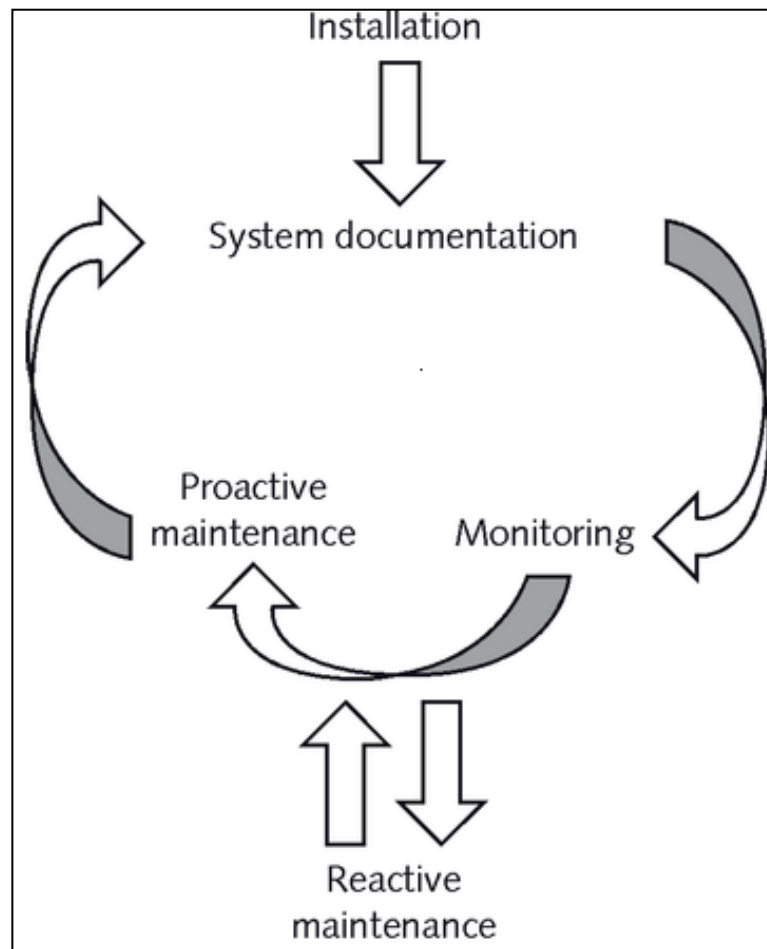 Installation
System documentation
Proactive
maintenance
Monitoring
Reactive
maintenance